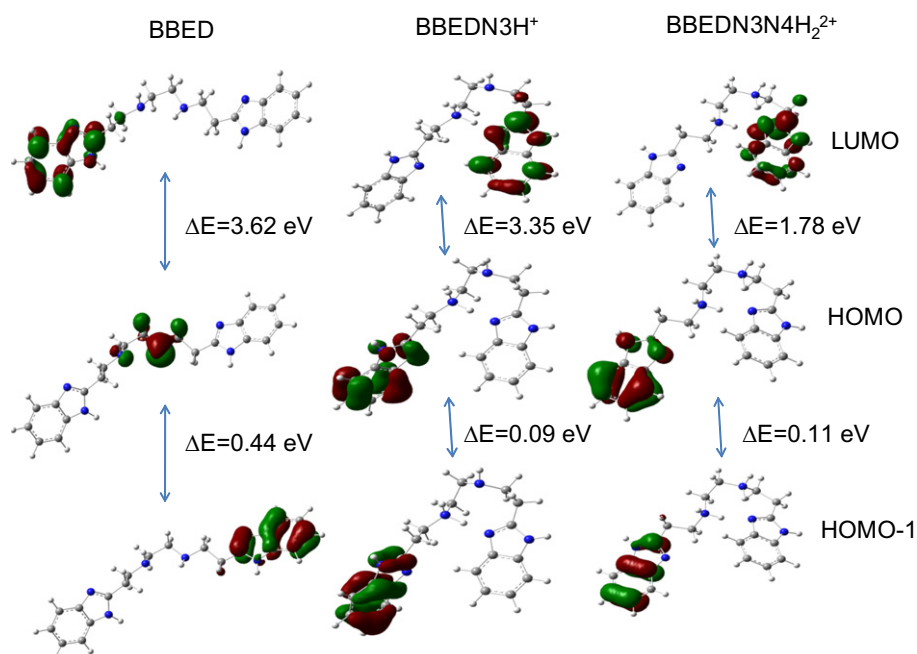 BBED
BBEDN3H⁺
BBEDN3N4H₂²⁺
LUMO
ΔE=3.62 eV
ΔE=3.35 eV
ΔE=1.78 eV
HOMO
ΔE=0.44 eV
ΔE=0.09 eV
ΔE=0.11 eV
HOMO-1